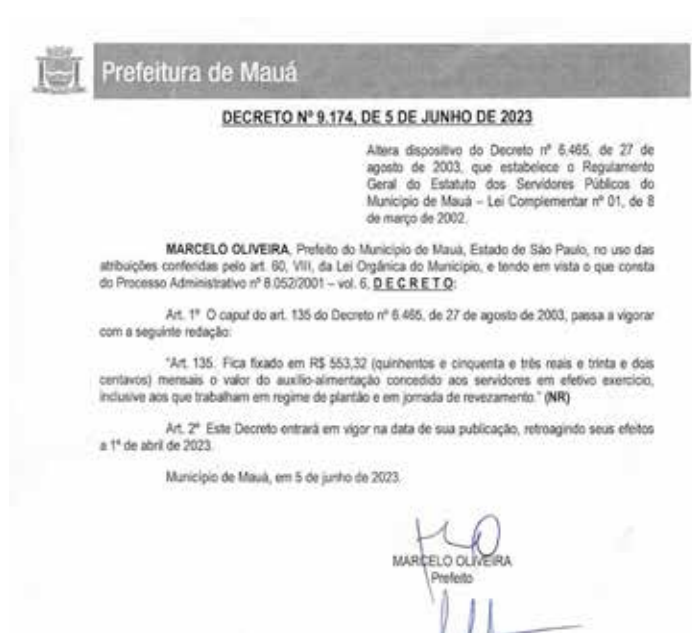 Prefeitura de Mauá
DECRETO Nº 9.174, DE 5 DE JUNHO DE 2023
Altera dispositivo do Decreto nº 6.465, de 27 de
agosto de 2003, que estabelece o Regulamento
Geral do Estatuto dos Servidores Públicos do
Município de Mauá – Lei Complementar nº 01, de 8
de março de 2002.
MARCELO OLIVEIRA, Prefeito do Município de Mauá, Estado de São Paulo, no uso das
atribuições conferidas pelo art. 60, VIII, da Lei Orgânica do Município, e tendo em vista o que consta
do Processo Administrativo nº 8.052/2001 – vol. 6, D E C R E T O:
Art. 1º O caput do art. 135 do Decreto nº 6.465, de 27 de agosto de 2003, passa a vigorar
com a seguinte redação:
"Art. 135. Fica fixado em R$ 553,32 (quinhentos e cinquenta e três reais e trinta e dois
centavos) mensais o valor do auxílio-alimentação concedido aos servidores em efetivo exercício,
inclusive aos que trabalham em regime de plantão e em jornada de revezamento." (NR)
Art. 2º Este Decreto entrará em vigor na data de sua publicação, retroagindo seus efeitos
a 1º de abril de 2023.
Município de Mauá, em 5 de junho de 2023.
MARCELO OLIVEIRA
Prefeito